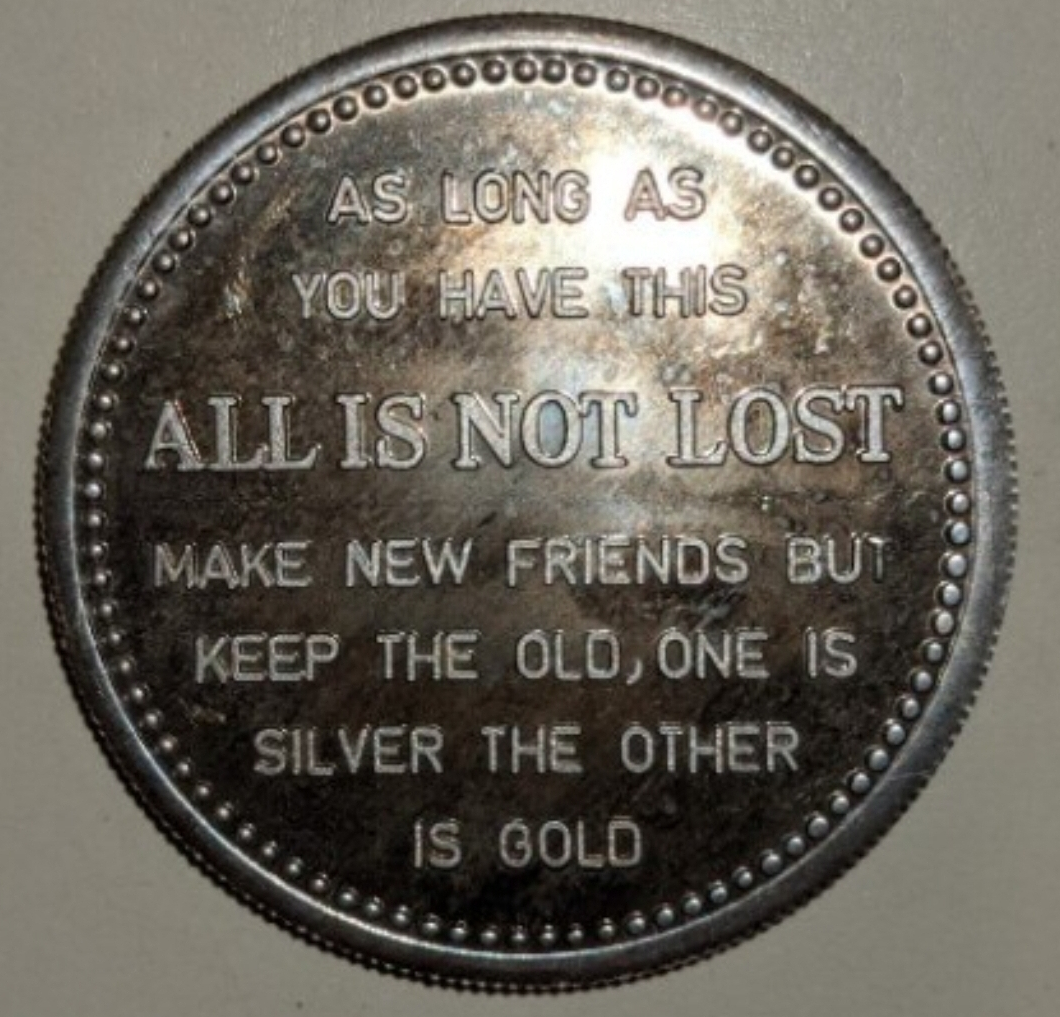 AS LONG AS
YOU HAVE THIS
ALL IS NOT LOST
MAKE NEW FRIENDS BUT
KEEP THE OLD, ONE IS
SILVER THE OTHER
IS GOLD